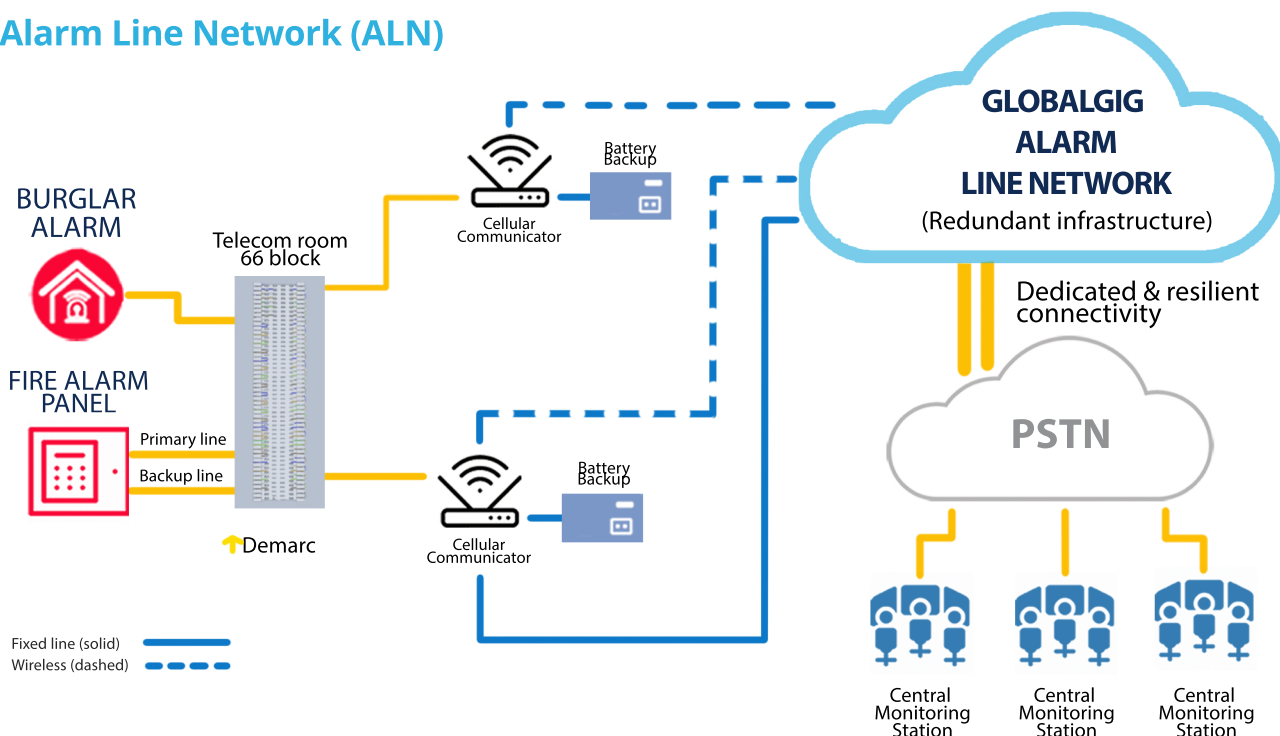 Alarm Line Network (ALN)
GLOBALGIG
ALARM
LINE NETWORK
(Redundant infrastructure)
Battery
Backup
Cellular
Communicator
BURGLAR
ALARM
Telecom room
66 block
Dedicated & resilient
connectivity
FIRE ALARM
PANEL
Primary line
Backup line
PSTN
Battery
Backup
Cellular
Communicator
Demarc
Fixed line (solid)
Wireless (dashed)
Central
Monitoring
Station
Central
Monitoring
Station
Central
Monitoring
Station